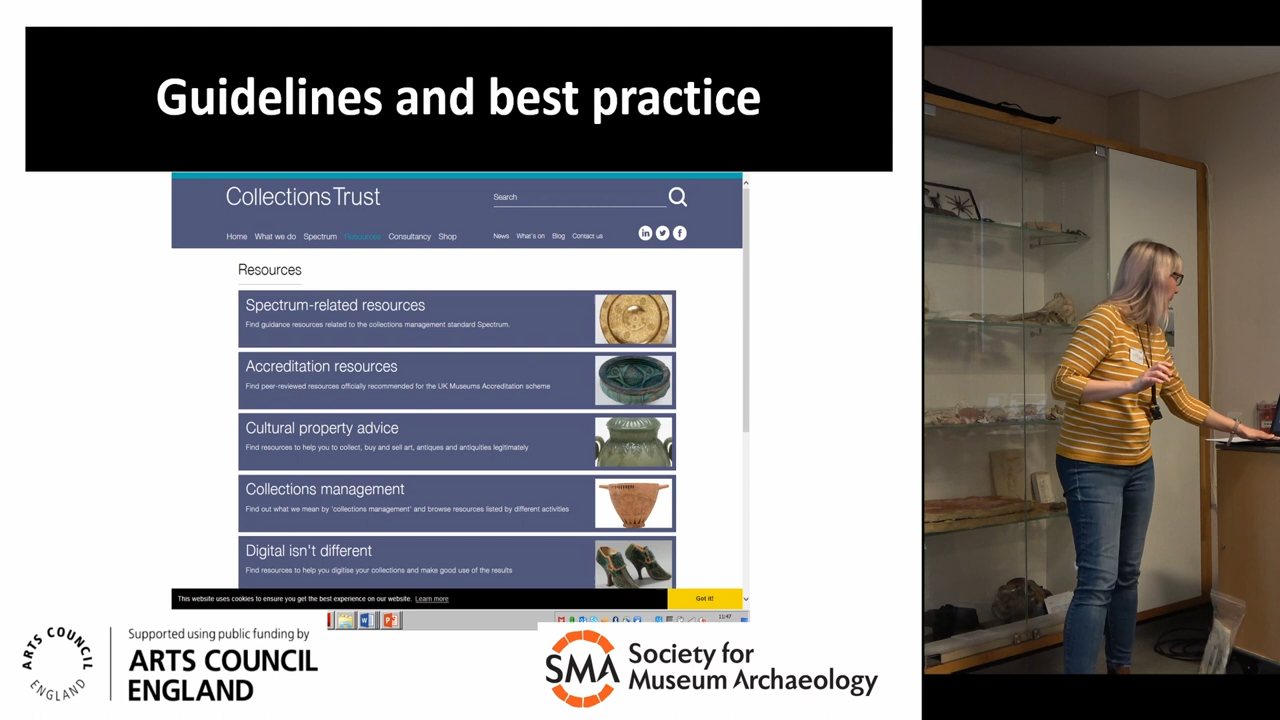 Guidelines and best practice
CollectionsTrust
Search
Home What we do Spectrum Resources Consultancy Shop
News What's on Blog Contact us
Resources
Spectrum-related resources
Find guidance resources related to the collections management standard Spectrum.
Accreditation resources
Find peer-reviewed resources officially recommended for the UK Museums Accreditation scheme
Cultural property advice
Find resources to help you to collect, buy and sell art, antiques and antiquities legitimately
Collections management
Find out what we mean by 'collections management' and browse resources listed by different activities
Digital isn't different
Find resources to help you digitise your collections and make good use of the results
This website uses cookies to ensure you get the best experience on our website. Learn more
Got it!
11:47
ARTS COUNCIL
ENGLAND
Supported using public funding by
ARTS COUNCIL
ENGLAND
SMA
Society for
Museum Archaeology